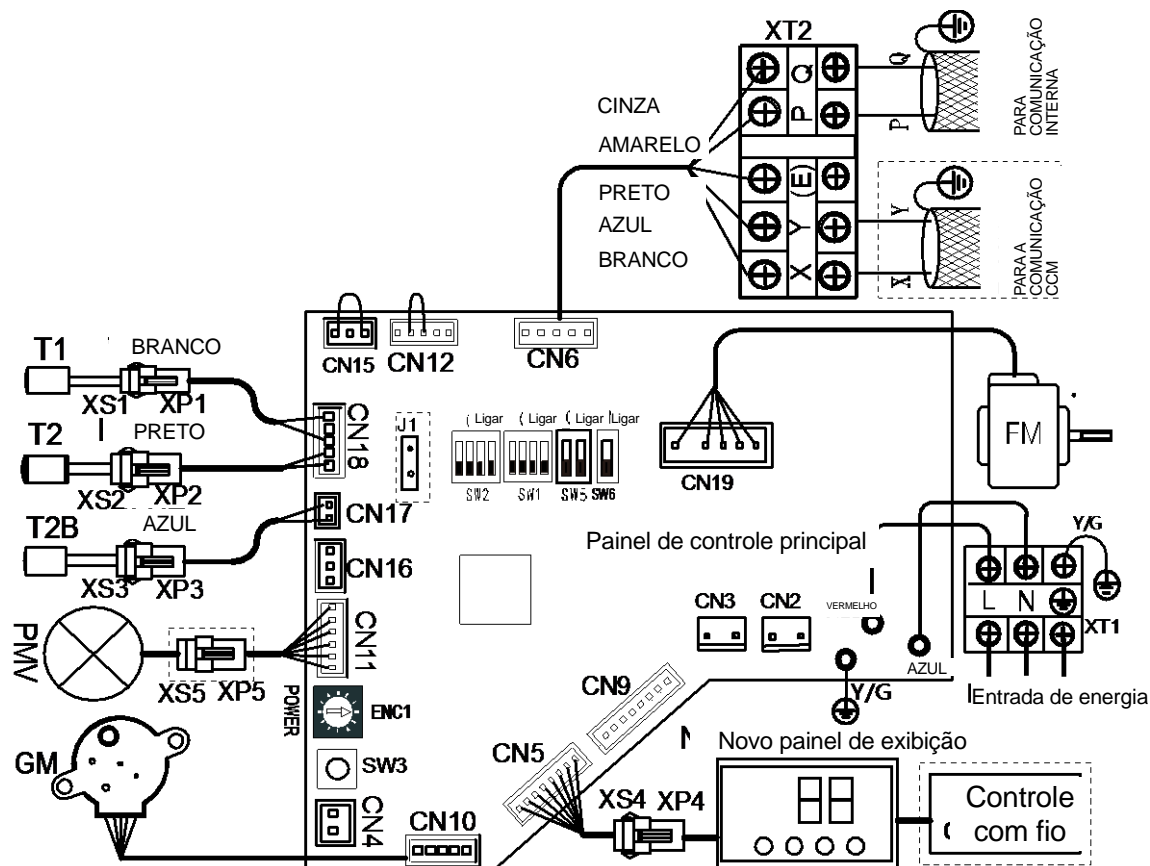 XT2
Q
P
(E)
Y
X
Q
P
Y
X
PARA
COMUNICAÇÃO
INTERNA
PARA A
COMUNICAÇÃO
CCM
CINZA
AMARELO
PRETO
AZUL
BRANCO
CN15
CN12
CN6
T1
BRANCO
XS1
XP1
T2
PRETO
XS2
XP2
T2B
AZUL
XS3
XP3
CN18
J1
( Ligar
( Ligar
( Ligar
Ligar
SW2
SW1
SW5
SW6
CN19
FM
CN17
CN16
CN11
PMV
XS5
XP5
POWER
ENC1
SW3
CN4
GM
CN10
Painel de controle principal
CN3
CN2
VERMELHO
AZUL
Y/G
Y/G
L
N
XT1
Entrada de energia
CN9
CN5
XS4
XP4
Novo painel de exibição
Controle
com fio